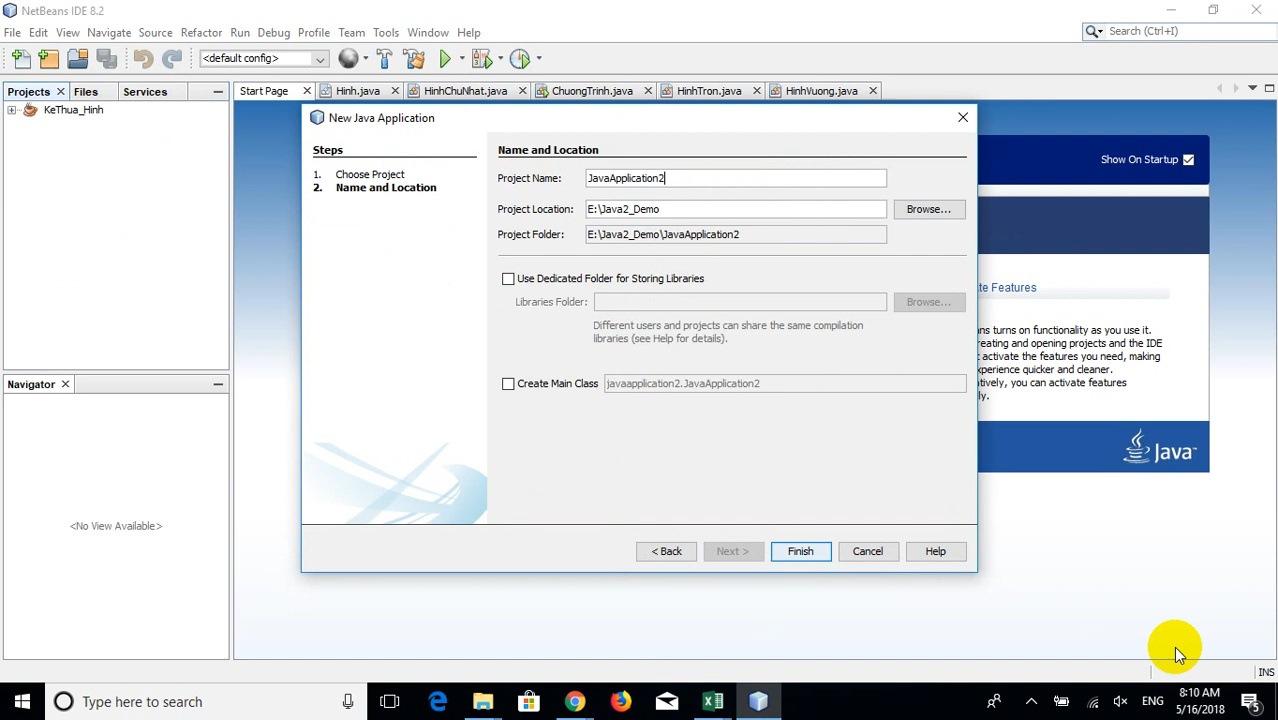 NetBeans IDE 8.2
File Edit View Navigate Source Refactor Run Debug Profile Team Tools Window Help
Search (Ctrl+I)
<default config>
Projects Files Services
Start Page Hinh.java HinhChuNhat.java ChuongTrinh.java HinhTron.java HinhVuong.java
KeThua_Hinh
New Java Application
Steps
1. Choose Project
2. Name and Location
Name and Location
Project Name: JavaApplication2
Project Location: E:\Java2_Demo Browse...
Project Folder: E:\Java2_Demo\JavaApplication2
Use Dedicated Folder for Storing Libraries
Libraries Folder: Browse...
Different users and projects can share the same compilation
libraries (see Help for details).
Create Main Class javaapplication2.JavaApplication2
< Back Next > Finish Cancel Help
Show On Startup
te Features
ns turns on functionality as you use it.
reating and opening projects and the IDE
t activate the features you need, making
xperience quicker and cleaner.
atively, you can activate features
ly.
Java™
Navigator
<No View Available>
INS
Type here to search
ENG
8:10 AM
5/16/2018
5